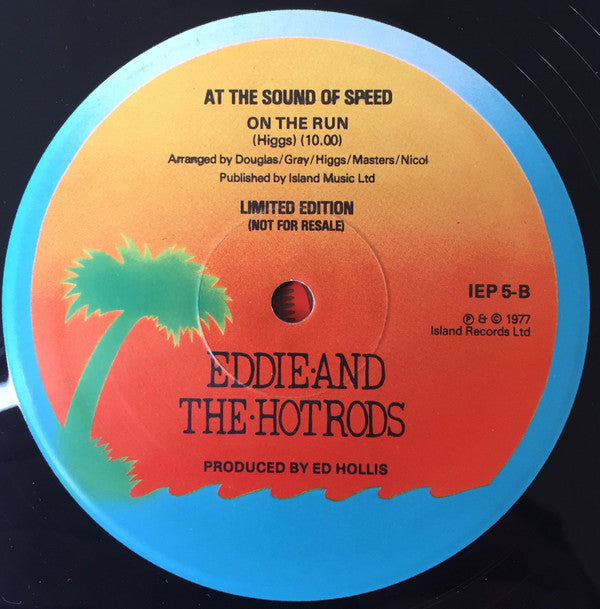 AT THE SOUND OF SPEED
ON THE RUN
(Higgs) (10.00)
Arranged by Douglas/Gray/Higgs/Masters/Nicol
Published by Island Music Ltd
LIMITED EDITION
(NOT FOR RESALE)
IEP 5-B
℗ & © 1977
Island Records Ltd
EDDIE·AND
THE·HOTRODS
PRODUCED BY ED HOLLIS